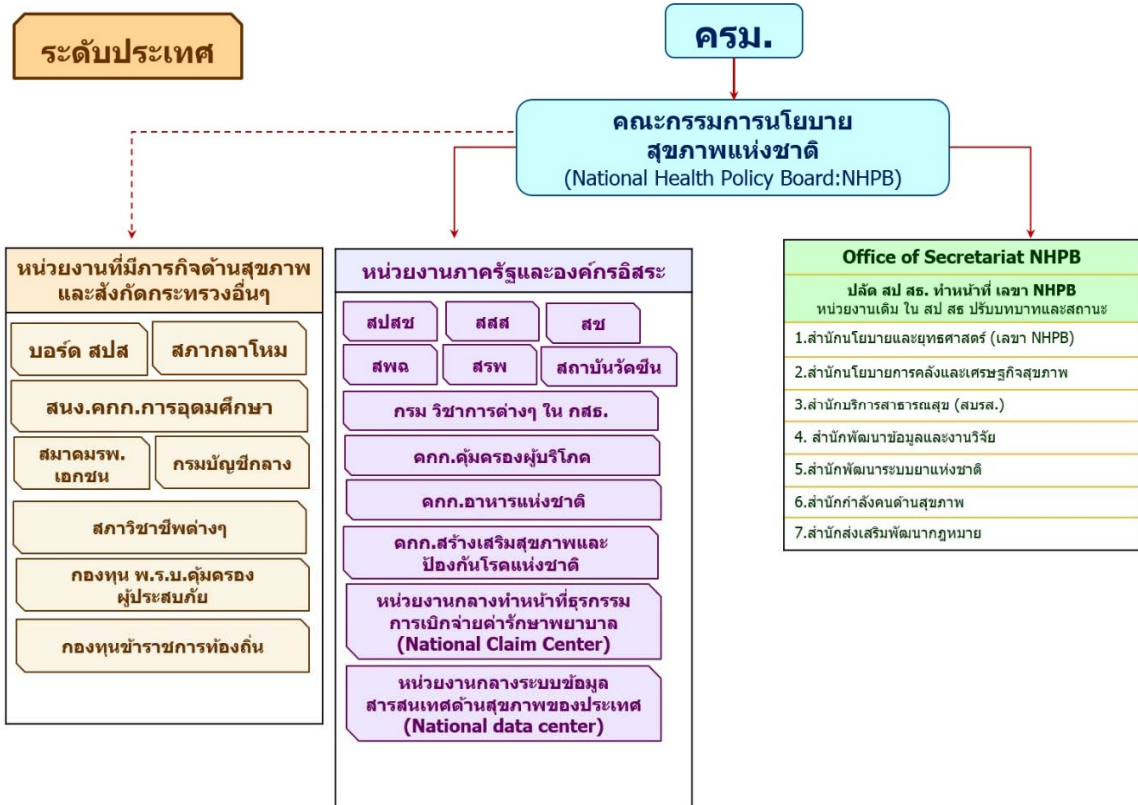 ระดับประเทศ
ครม.
คณะกรรมการนโยบาย
สุขภาพแห่งชาติ
(National Health Policy Board:NHPB)
หน่วยงานที่มีภารกิจด้านสุขภาพ
และสังกัดกระทรวงอื่นๆ
บอร์ด สปส
สภากลาโหม
สนง.คกก.การอุดมศึกษา
สมาคมรพ.
เอกชน
กรมบัญชีกลาง
สภาวิชาชีพต่างๆ
กองทุน พ.ร.บ.คุ้มครอง
ผู้ประสบภัย
กองทุนข้าราชการท้องถิ่น
หน่วยงานภาครัฐและองค์กรอิสระ
สปสช
สสส
สช
สพฉ
สรพ
สถาบันวัคซีน
กรม วิชาการต่างๆ ใน กสธ.
คกก.คุ้มครองผู้บริโภค
คกก.อาหารแห่งชาติ
คกก.สร้างเสริมสุขภาพและ
ป้องกันโรคแห่งชาติ
หน่วยงานกลางทำหน้าที่ธุรกรรม
การเบิกจ่ายค่ารักษาพยาบาล
(National Claim Center)
หน่วยงานกลางระบบข้อมูล
สารสนเทศด้านสุขภาพของประเทศ
(National data center)
Office of Secretariat NHPB
ปลัด สป สธ. ทำหน้าที่ เลขา NHPB
หน่วยงานเดิม ใน สป สธ ปรับบทบาทและสถานะ
1.สำนักนโยบายและยุทธศาสตร์ (เลขา NHPB)
2.สำนักนโยบายการคลังและเศรษฐกิจสุขภาพ
3.สำนักบริการสาธารณสุข (สบรส.)
4. สำนักพัฒนาข้อมูลและงานวิจัย
5.สำนักพัฒนาระบบยาแห่งชาติ
6.สำนักกำลังคนด้านสุขภาพ
7.สำนักส่งเสริมพัฒนากฎหมาย